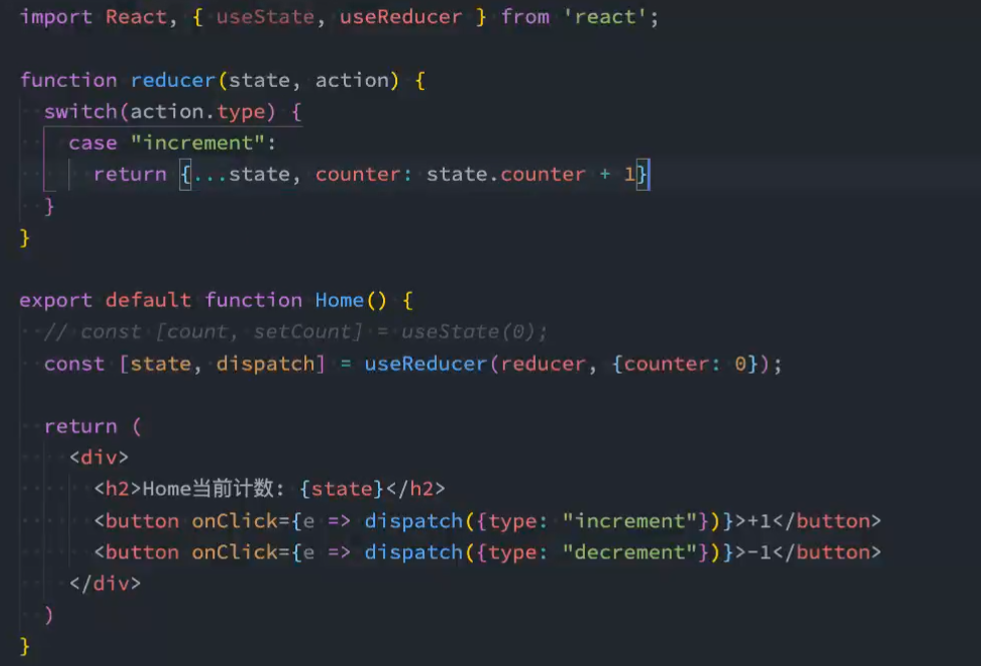 import React, { useState, useReducer } from 'react';
function reducer(state, action) {
switch(action.type) {
case "increment":
return {...state, counter: state.counter + 1}
}
}
export default function Home() {
// const [count, setCount] = useState(0);
const [state, dispatch] = useReducer(reducer, {counter: 0});
return (
<div>
<h2>Home当前计数: {state}</h2>
<button onClick={e => dispatch({type: "increment"})}>+1</button>
<button onClick={e => dispatch({type: "decrement"})}>-1</button>
</div>
)
}